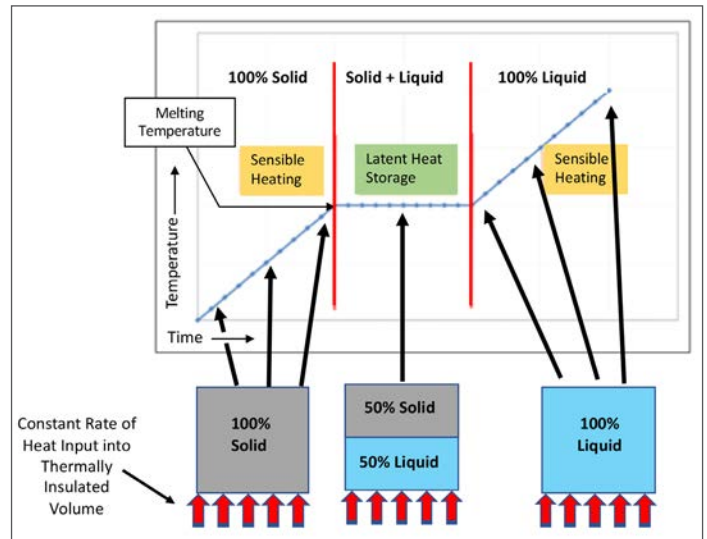 100% Solid
Solid + Liquid
100% Liquid
Melting
Temperature
Sensible
Heating
Latent Heat
Storage
Sensible
Heating
Temperature
Time
Constant Rate of
Heat Input into
Thermally
Insulated
Volume
100%
Solid
50% Solid
50% Liquid
100%
Liquid